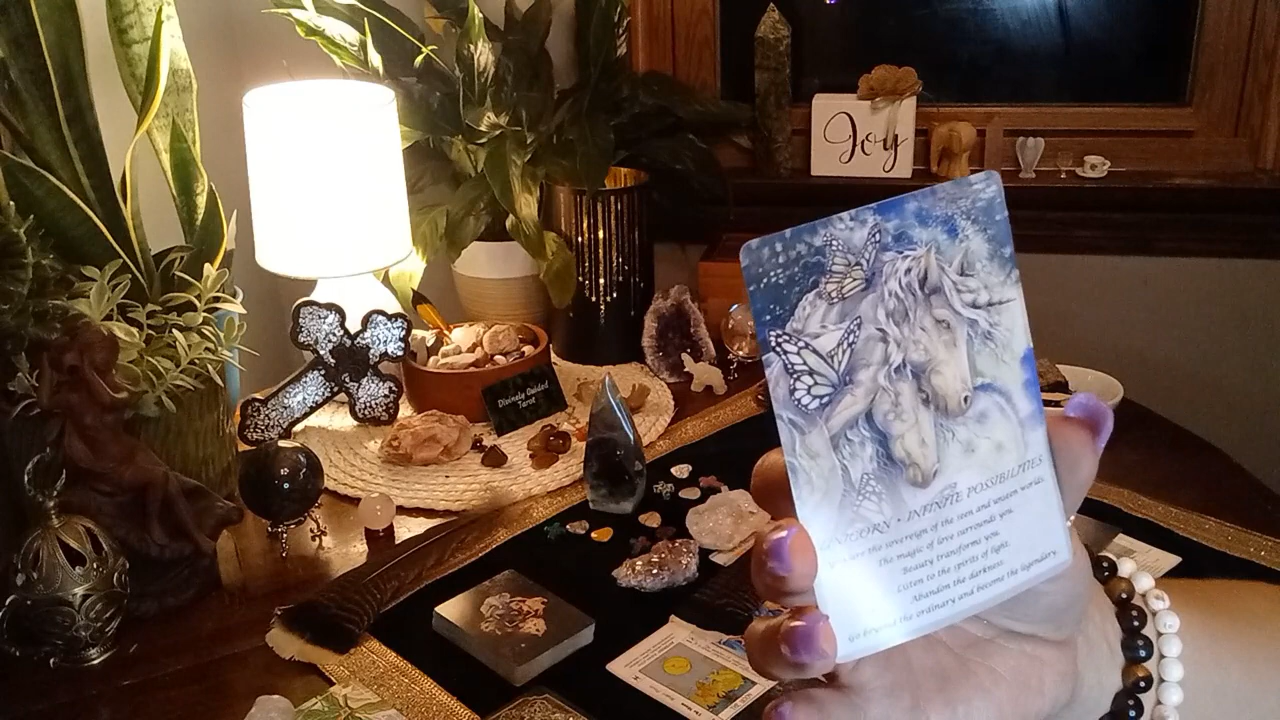 Joy
Divinely Guided
Tarot
UNICORN • INFINITE POSSIBILITIES
the sovereign of the seen and unseen worlds.
The magic of love surrounds you.
Beauty transforms you.
Listen to the spirits of light.
Abandon the darkness.
Go beyond the ordinary and become the legendary.